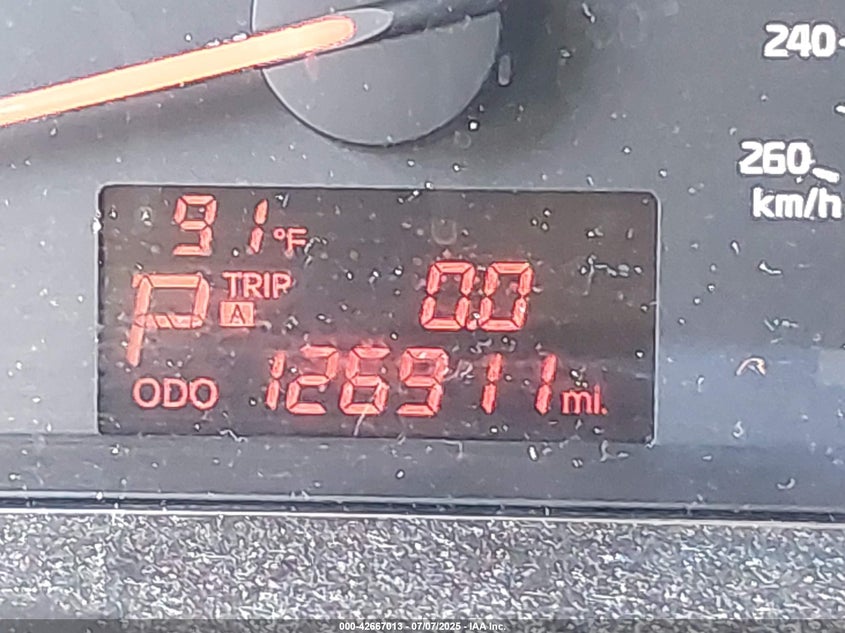 240
260
km/h
91°F
P TRIP A 0.0
ODO 126911 mi.
000-42667013 - 07/07/2025 - IAA Inc.